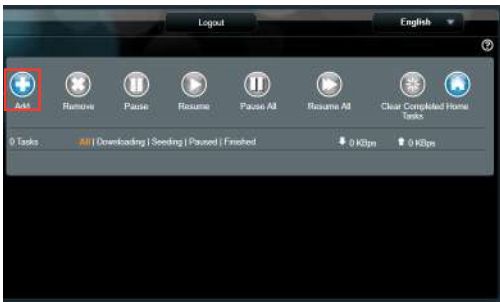 Logout English
Add Remove Pause Resume Pause All Resume All Clear Completed Tasks Home
0 Tasks All | Downloading | Seeding | Paused | Finished 0 KBps 0 KBps